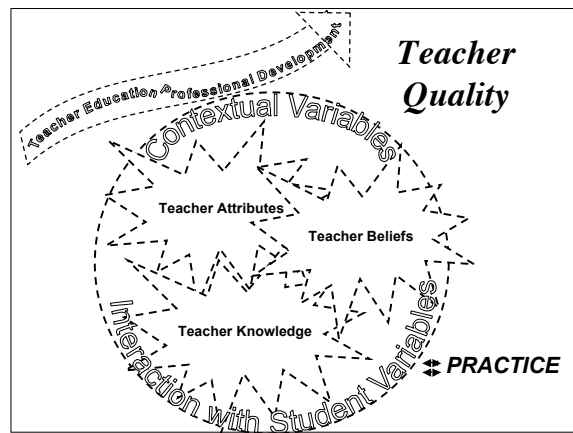 Teacher
Quality
Teacher Education Professional Development
Contextual Variables
Teacher Attributes
Teacher Beliefs
Teacher Knowledge
Interaction with Student Variables
PRACTICE